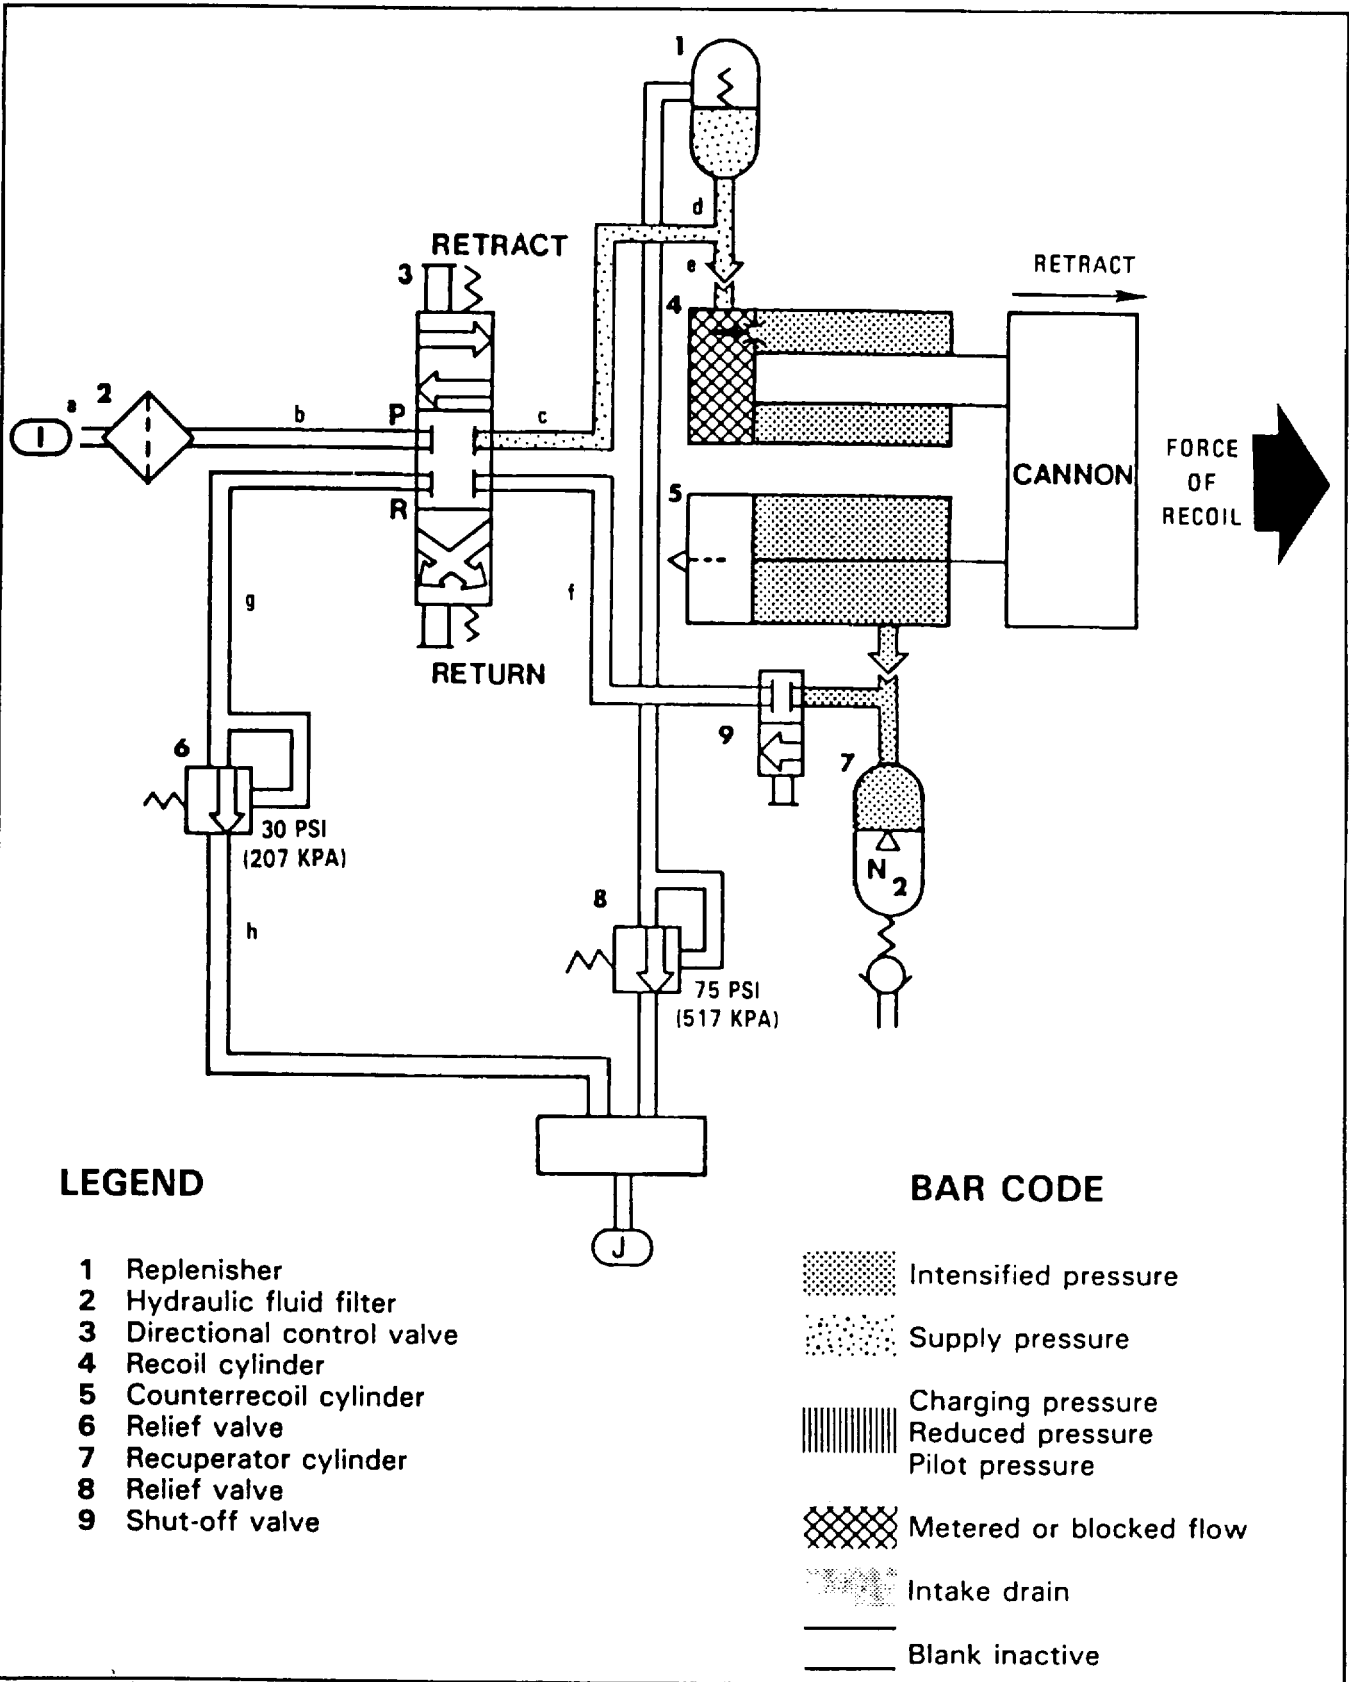 1
d
RETRACT
3
e
RETRACT
4
a
2
b
P
c
I
FORCE
OF
RECOIL
CANNON
5
R
g
f
RETURN
6
9
7
30 PSI
(207 KPA)
N2
8
h
75 PSI
(517 KPA)
J
LEGEND
1 Replenisher
2 Hydraulic fluid filter
3 Directional control valve
4 Recoil cylinder
5 Counterrecoil cylinder
6 Relief valve
7 Recuperator cylinder
8 Relief valve
9 Shut-off valve
BAR CODE
Intensified pressure
Supply pressure
Charging pressure
Reduced pressure
Pilot pressure
Metered or blocked flow
Intake drain
Blank inactive